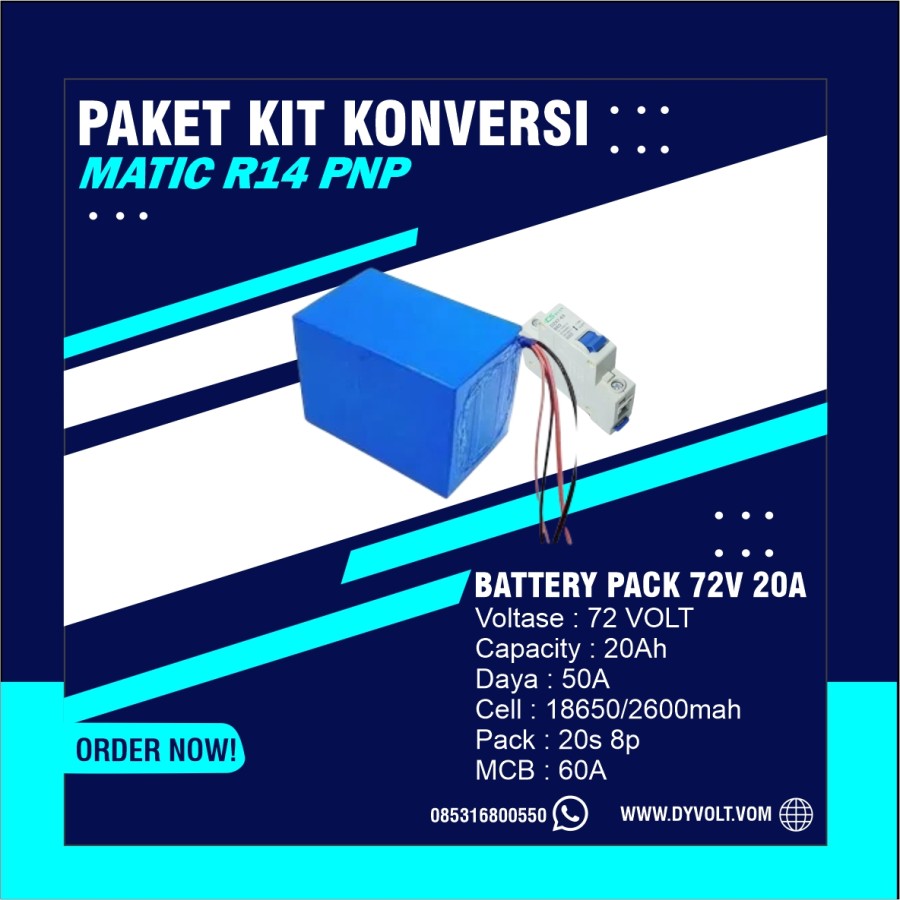 PAKET KIT KONVERSI
MATIC R14 PNP
BATTERY PACK 72V 20A
Voltase : 72 VOLT
Capacity : 20Ah
Daya : 50A
Cell : 18650/2600mah
Pack : 20s 8p
MCB : 60A
ORDER NOW!
085316800550
WWW.DYVOLT.VOM